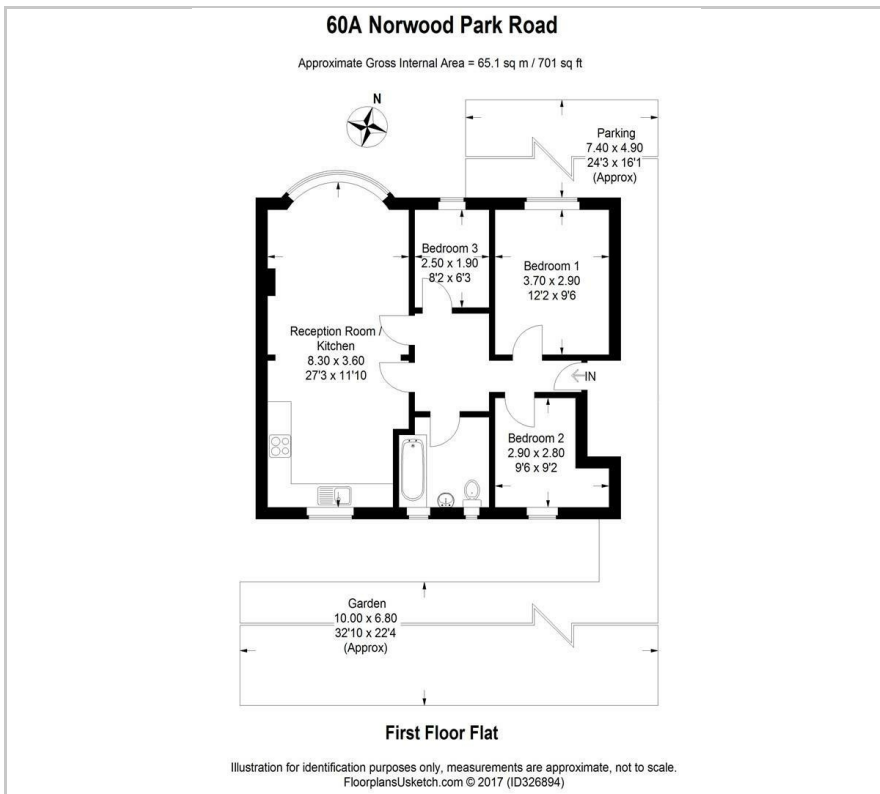 60A Norwood Park Road
Approximate Gross Internal Area = 65.1 sq m / 701 sq ft
N
Parking
7.40 x 4.90
24'3 x 16'1
(Approx)
Bedroom 3
2.50 x 1.90
8'2 x 6'3
Bedroom 1
3.70 x 2.90
12'2 x 9'6
Reception Room /
Kitchen
8.30 x 3.60
27'3 x 11'10
IN
Bedroom 2
2.90 x 2.80
9'6 x 9'2
Garden
10.00 x 6.80
32'10 x 22'4
(Approx)
First Floor Flat
Illustration for identification purposes only, measurements are approximate, not to scale.
FloorplansUsketch.com © 2017 (ID326894)